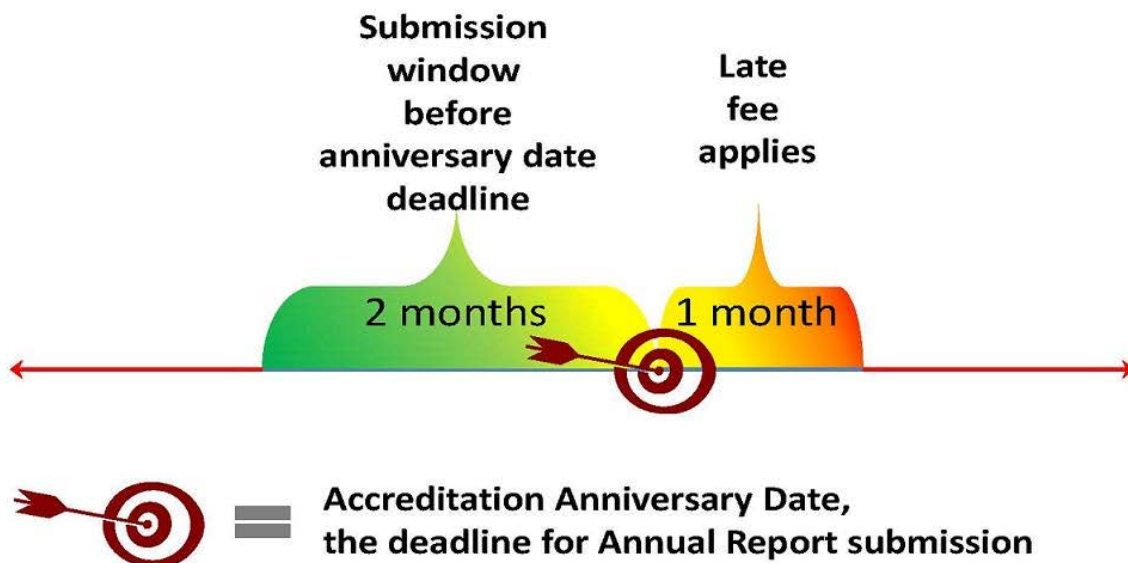 Submission
window
before
anniversary date
deadline
Late
fee
applies
2 months
1 month
Accreditation Anniversary Date,
the deadline for Annual Report submission